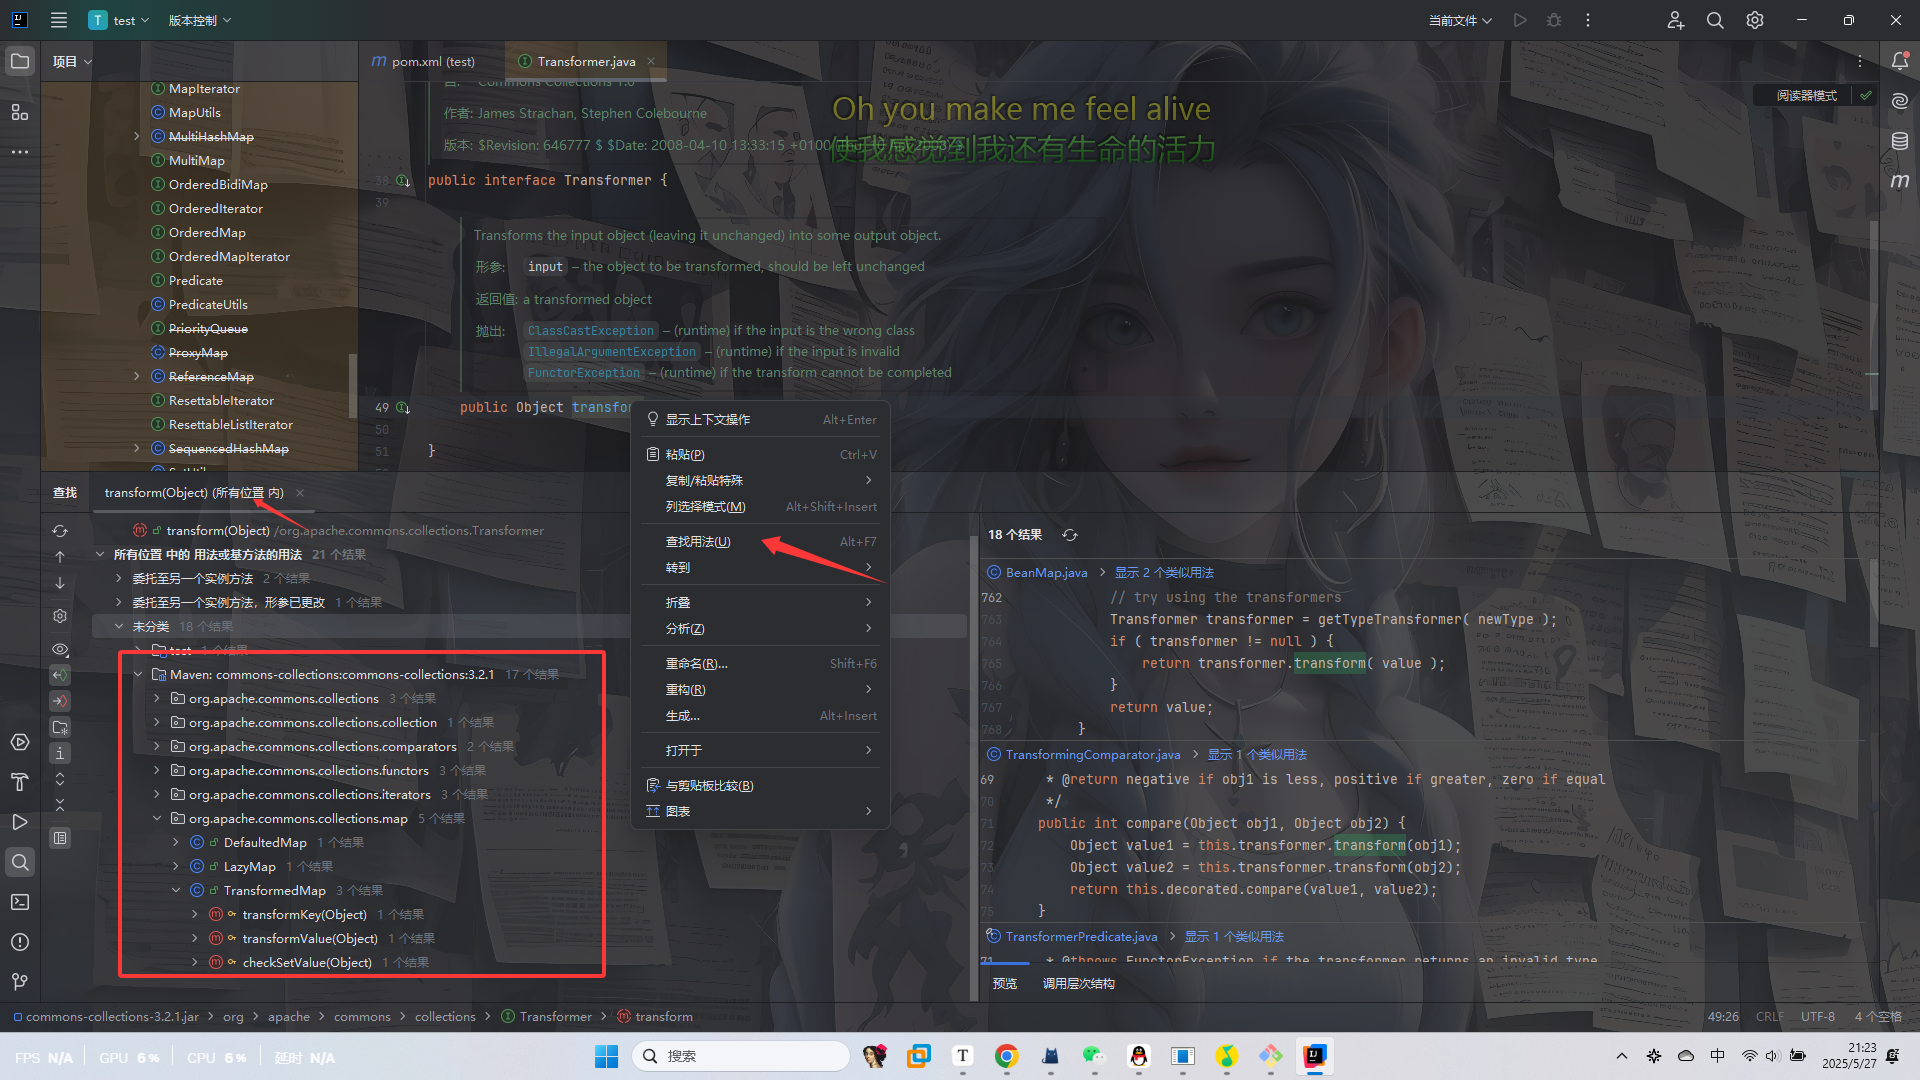 test
版本控制
当前文件
项目
pom.xml (test)
Transformer.java
MapIterator
MapUtils
MultiHashMap
MultiMap
OrderedBidiMap
OrderedIterator
OrderedMap
OrderedMapIterator
Predicate
PredicateUtils
PriorityQueue
ProxyMap
ReferenceMap
ResettableIterator
ResettableListIterator
SequencedHashMap
Commons Collections 1.0
作者: James Strachan, Stephen Colebourne
版本: $Revision: 646777 $ $Date: 2008-04-10 13:33:15 +0100
Oh you make me feel alive
使我感觉到我还有生命的活力
阅读器模式
38 public interface Transformer {
39
Transforms the input object (leaving it unchanged) into some output object.
形参: input – the object to be transformed, should be left unchanged
返回值: a transformed object
抛出: ClassCastException – (runtime) if the input is the wrong class
IllegalArgumentException – (runtime) if the input is invalid
FunctorException – (runtime) if the transform cannot be completed
49 public Object transfor
50
51 }
显示上下文操作 Alt+Enter
粘贴(P) Ctrl+V
复制/粘贴特殊
列选择模式(M) Alt+Shift+Insert
查找用法(U) Alt+F7
转到
折叠
分析(Z)
重命名(R)... Shift+F6
重构(R)
生成... Alt+Insert
打开于
与剪贴板比较(B)
图表
查找
transform(Object) (所有位置 内)
transform(Object) /org.apache.commons.collections.Transformer
所有位置 中的 用法或基方法的用法 21 个结果
委托至另一个实例方法 2 个结果
委托至另一个实例方法，形参已更改 1 个结果
未分类 18 个结果
test 1 个结果
Maven: commons-collections:commons-collections:3.2.1 17 个结果
org.apache.commons.collections 3 个结果
org.apache.commons.collections.collection 1 个结果
org.apache.commons.collections.comparators 2 个结果
org.apache.commons.collections.functors 3 个结果
org.apache.commons.collections.iterators 3 个结果
org.apache.commons.collections.map 5 个结果
DefaultedMap 1 个结果
LazyMap 1 个结果
TransformedMap 3 个结果
transformKey(Object) 1 个结果
transformValue(Object) 1 个结果
checkSetValue(Object) 1 个结果
18 个结果
BeanMap.java 显示 2 个类似用法
762 // try using the transformers
763 Transformer transformer = getTypeTransformer( newType );
764 if ( transformer != null ) {
765 return transformer.transform( value );
766 }
767 return value;
768 }
TransformingComparator.java 显示 1 个类似用法
69 * @return negative if obj1 is less, positive if greater, zero if equal
70 */
71 public int compare(Object obj1, Object obj2) {
72 Object value1 = this.transformer.transform(obj1);
73 Object value2 = this.transformer.transform(obj2);
74 return this.decorated.compare(value1, value2);
75 }
TransformerPredicate.java 显示 1 个类似用法
71 * @throws FunctorException if the transformer returns an invalid type
预览 调用层次结构
commons-collections-3.2.1.jar > org > apache > commons > collections > Transformer > transform
49:26 CRLF UTF-8 4 个空格
FPS N/A GPU 6% CPU 6% 延时 N/A
搜索
中
21:23
2025/5/27